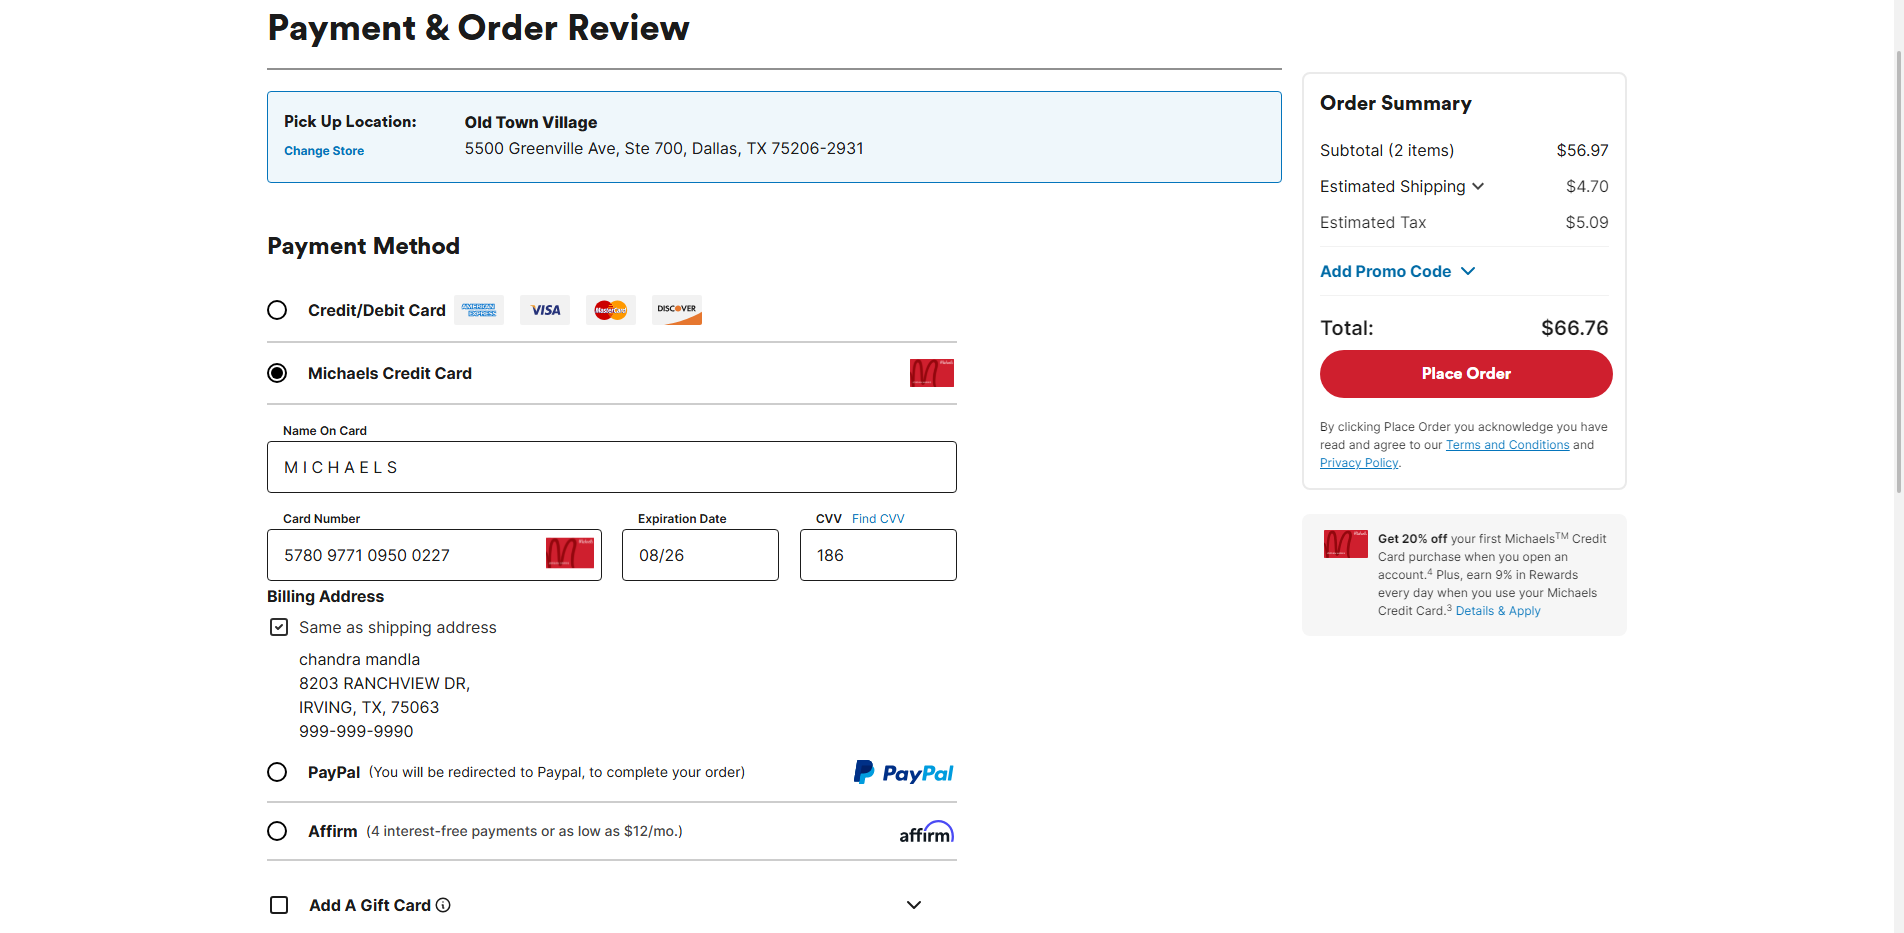 Payment & Order Review
Pick Up Location:
Change Store
Old Town Village
5500 Greenville Ave, Ste 700, Dallas, TX 75206-2931
Payment Method
Credit/Debit Card
AMERICAN EXPRESS
VISA
MasterCard
DISCOVER
Michaels Credit Card
Name On Card
MICHAELS
Card Number
5780 9771 0950 0227
Expiration Date
08/26
CVV Find CVV
186
Billing Address
Same as shipping address
chandra mandla
8203 RANCHVIEW DR,
IRVING, TX, 75063
999-999-9990
PayPal (You will be redirected to Paypal, to complete your order)
PayPal
Affirm (4 interest-free payments or as low as $12/mo.)
affirm
Add A Gift Card
Order Summary
Subtotal (2 items) $56.97
Estimated Shipping $4.70
Estimated Tax $5.09
Add Promo Code
Total: $66.76
Place Order
By clicking Place Order you acknowledge you have
read and agree to our Terms and Conditions and
Privacy Policy.
Get 20% off your first Michaels™ Credit
Card purchase when you open an
account.⁴ Plus, earn 9% in Rewards
every day when you use your Michaels
Credit Card.³ Details & Apply